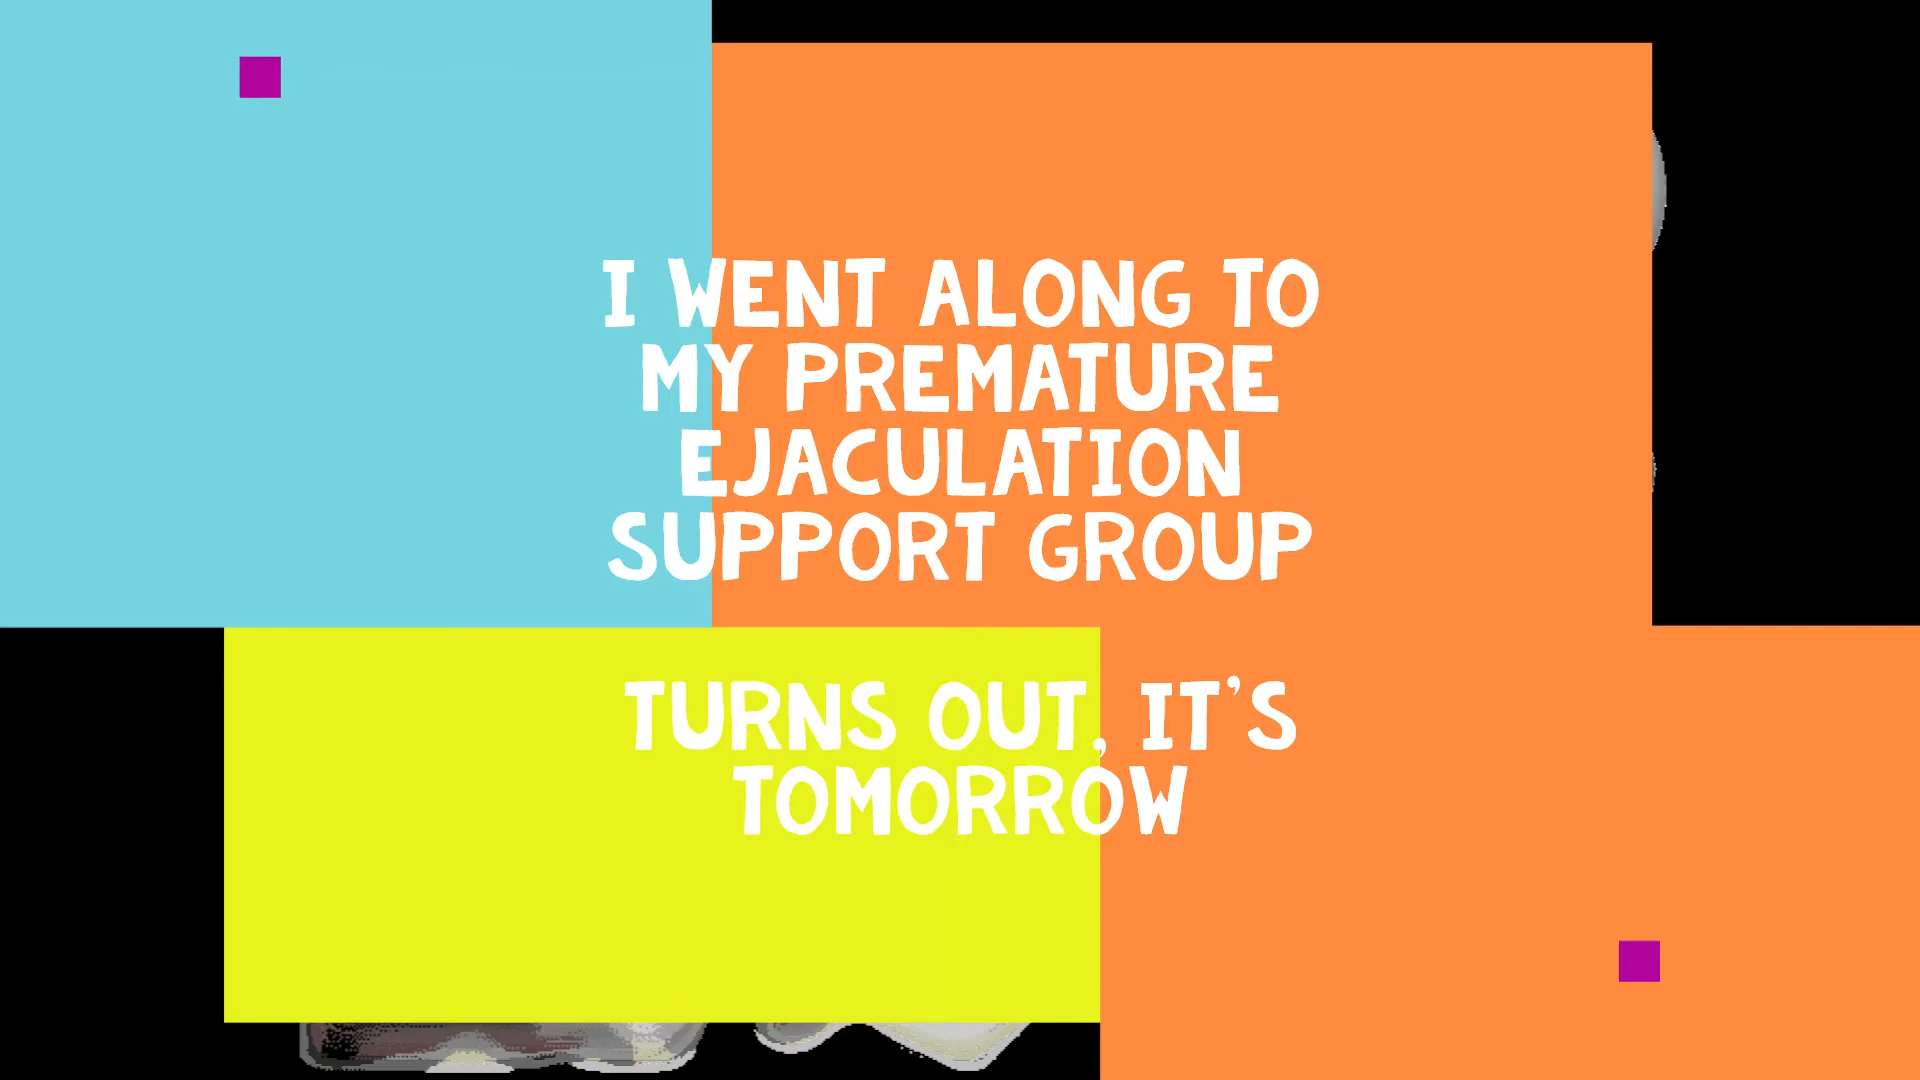 I WENT ALONG TO
MY PREMATURE
EJACULATION
SUPPORT GROUP
TURNS OUT, IT'S
TOMORROW